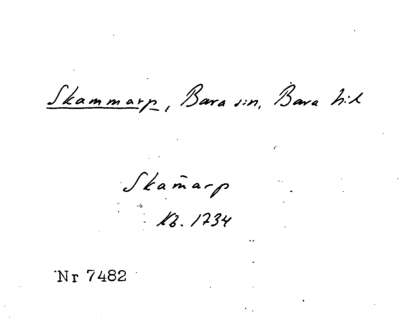 Skammarp, Bara sn, Bara hd
Skam̄arp
Kb. 1734
Nr 7482